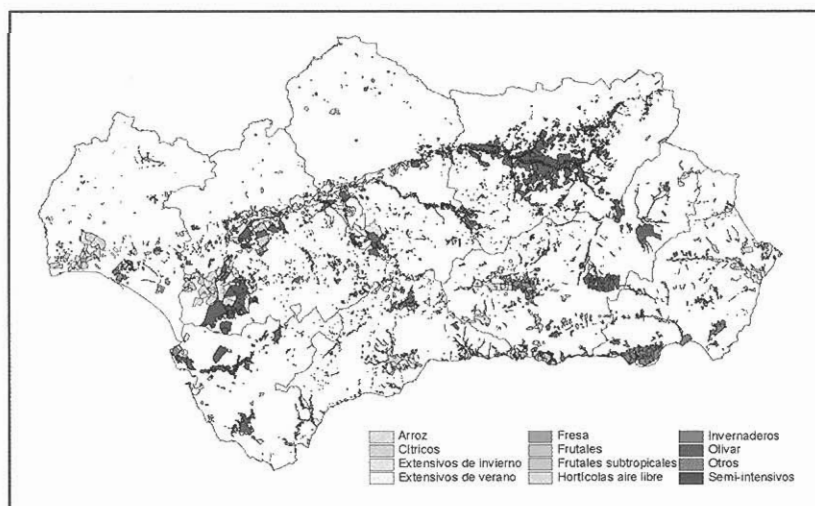 Arroz
Cítricos
Extensivos de invierno
Extensivos de verano
Fresa
Frutales
Frutales subtropicales
Hortícolas aire libre
Invernaderos
Olivar
Otros
Semi-intensivos